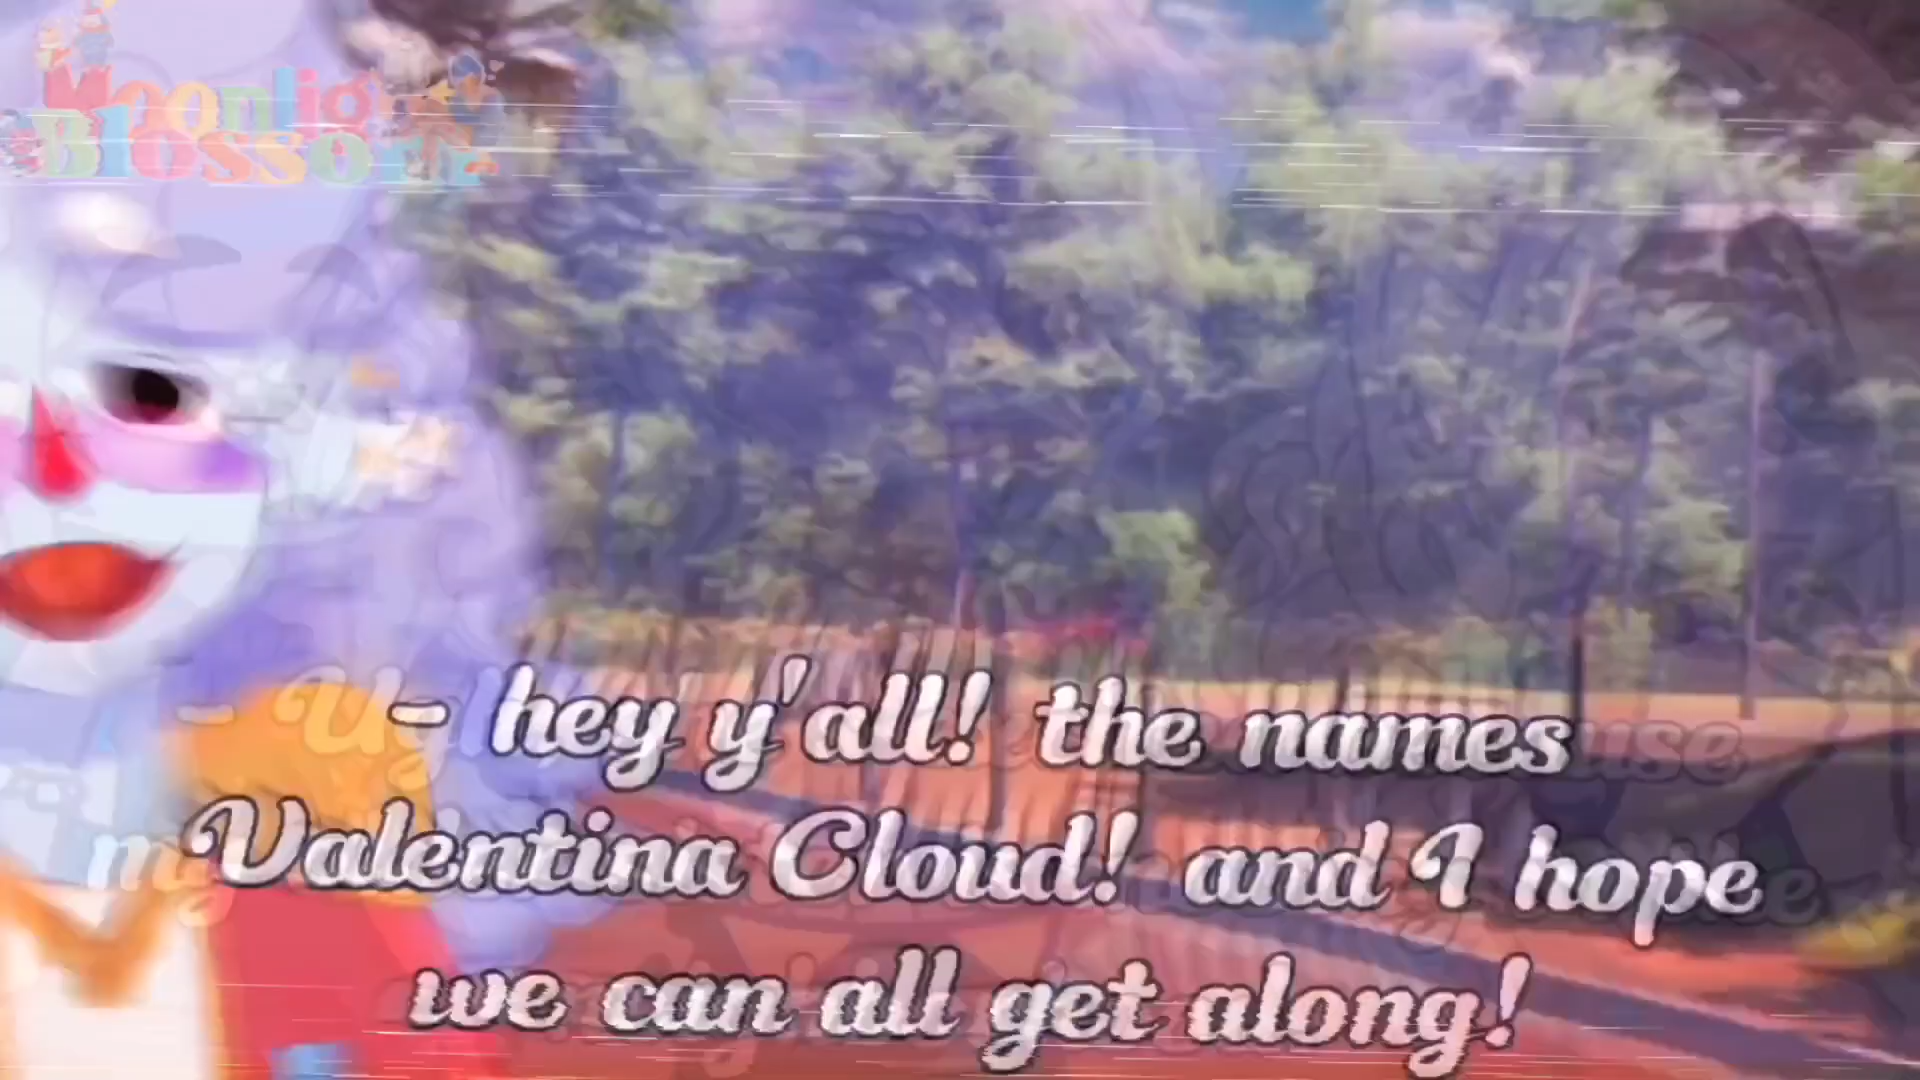 Moonlight
Blossom
- hey y'all! the names
Valentina Cloud! and I hope
we can all get along!